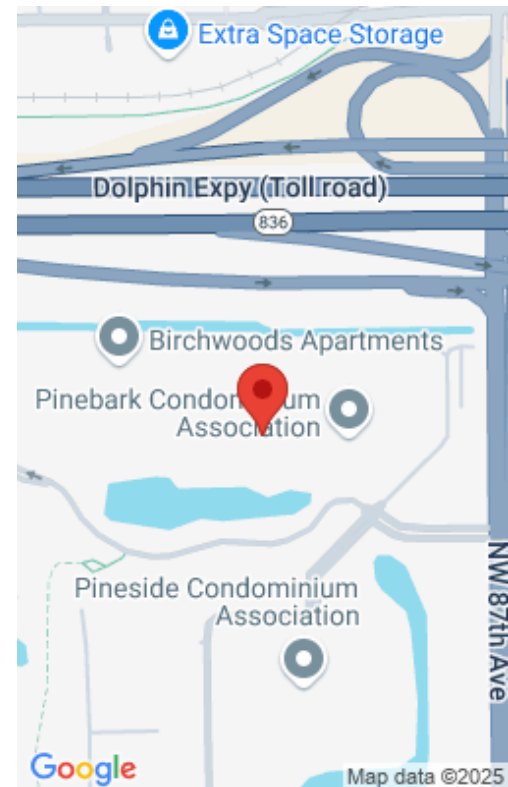 Extra Space Storage
Dolphin Expy (Toll road)
836
Birchwoods Apartments
Pinebark Condominium
Association
Pineside Condominium
Association
NW 87th Ave
Google
Map data ©2025